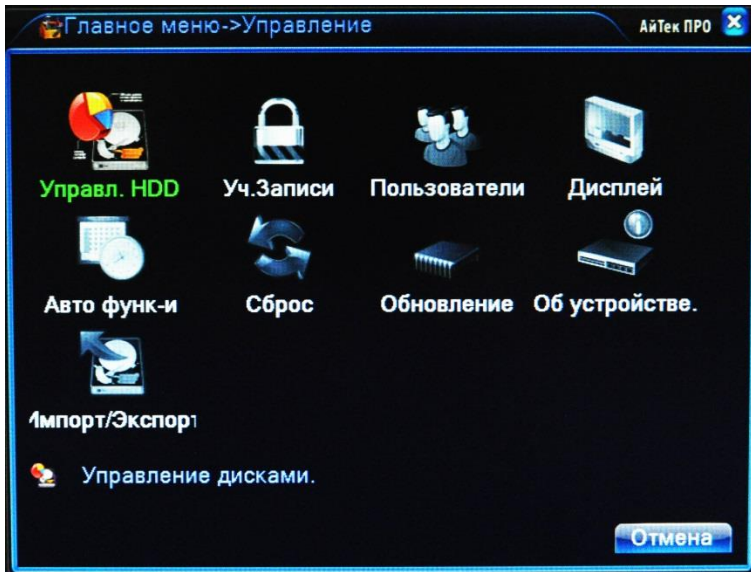 Главное меню->Управление
АйТек ПРО
Управл. HDD
Уч.Записи
Пользователи
Дисплей
Авто функ-и
Сброс
Обновление
Об устройстве.
Импорт/Экспорт
Управление дисками.
Отмена